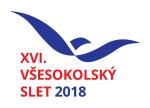 XVI.
VŠESOKOLSKÝ
SLET 2018